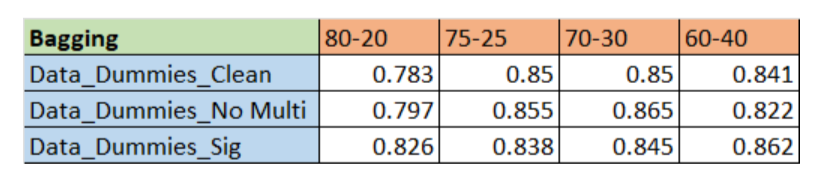 Bagging 80-20 75-25 70-30 60-40
Data_Dummies_Clean 0.783 0.85 0.85 0.841
Data_Dummies_No Multi 0.797 0.855 0.865 0.822
Data_Dummies_Sig 0.826 0.838 0.845 0.862